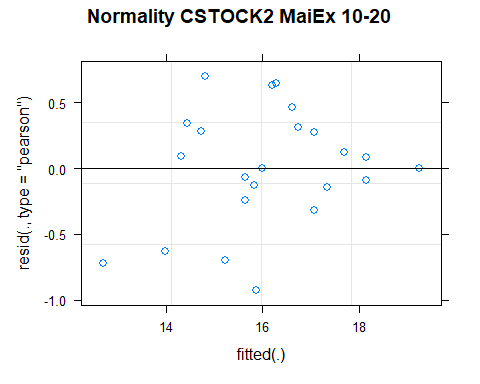 Normality CSTOCK2 MaiEx 10-20
resid(., type = "pearson")
0.5
0.0
-0.5
-1.0
14 16 18
fitted(.)